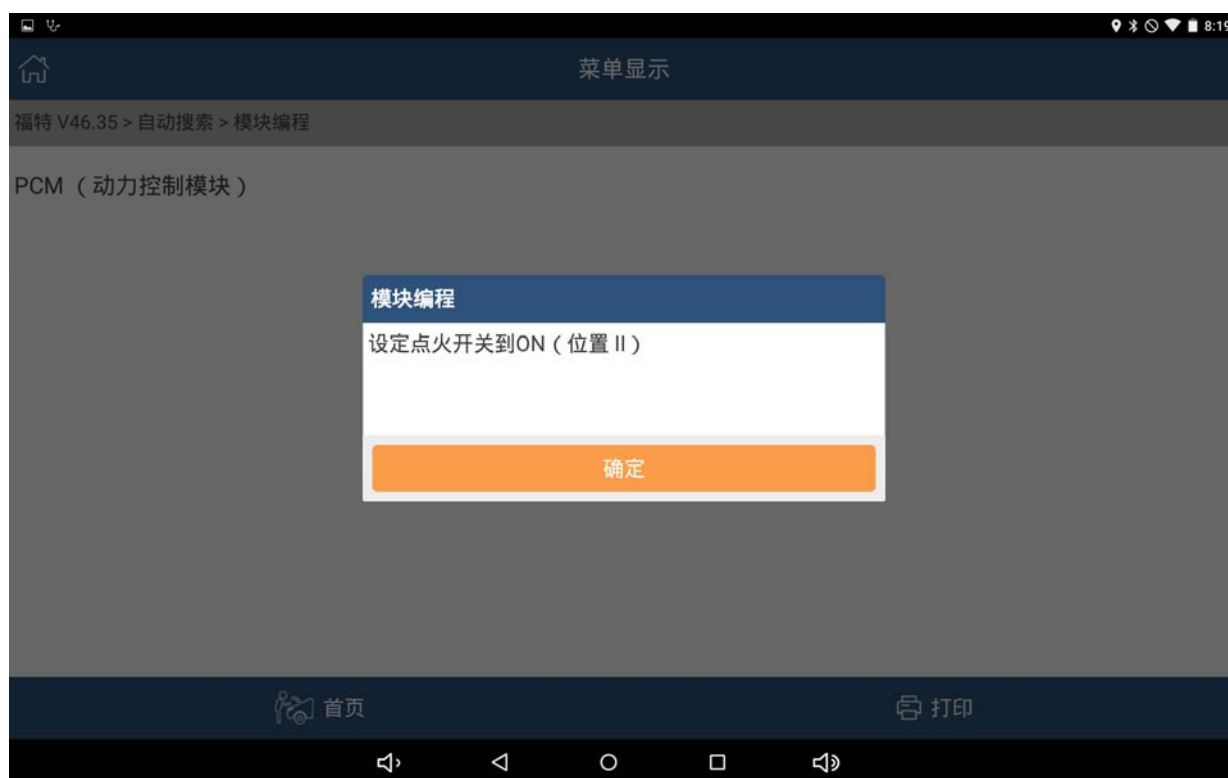 8:19
菜单显示
福特 V46.35 > 自动搜索 > 模块编程
PCM （动力控制模块）
模块编程
设定点火开关到ON（位置 II）
确定
首页
打印